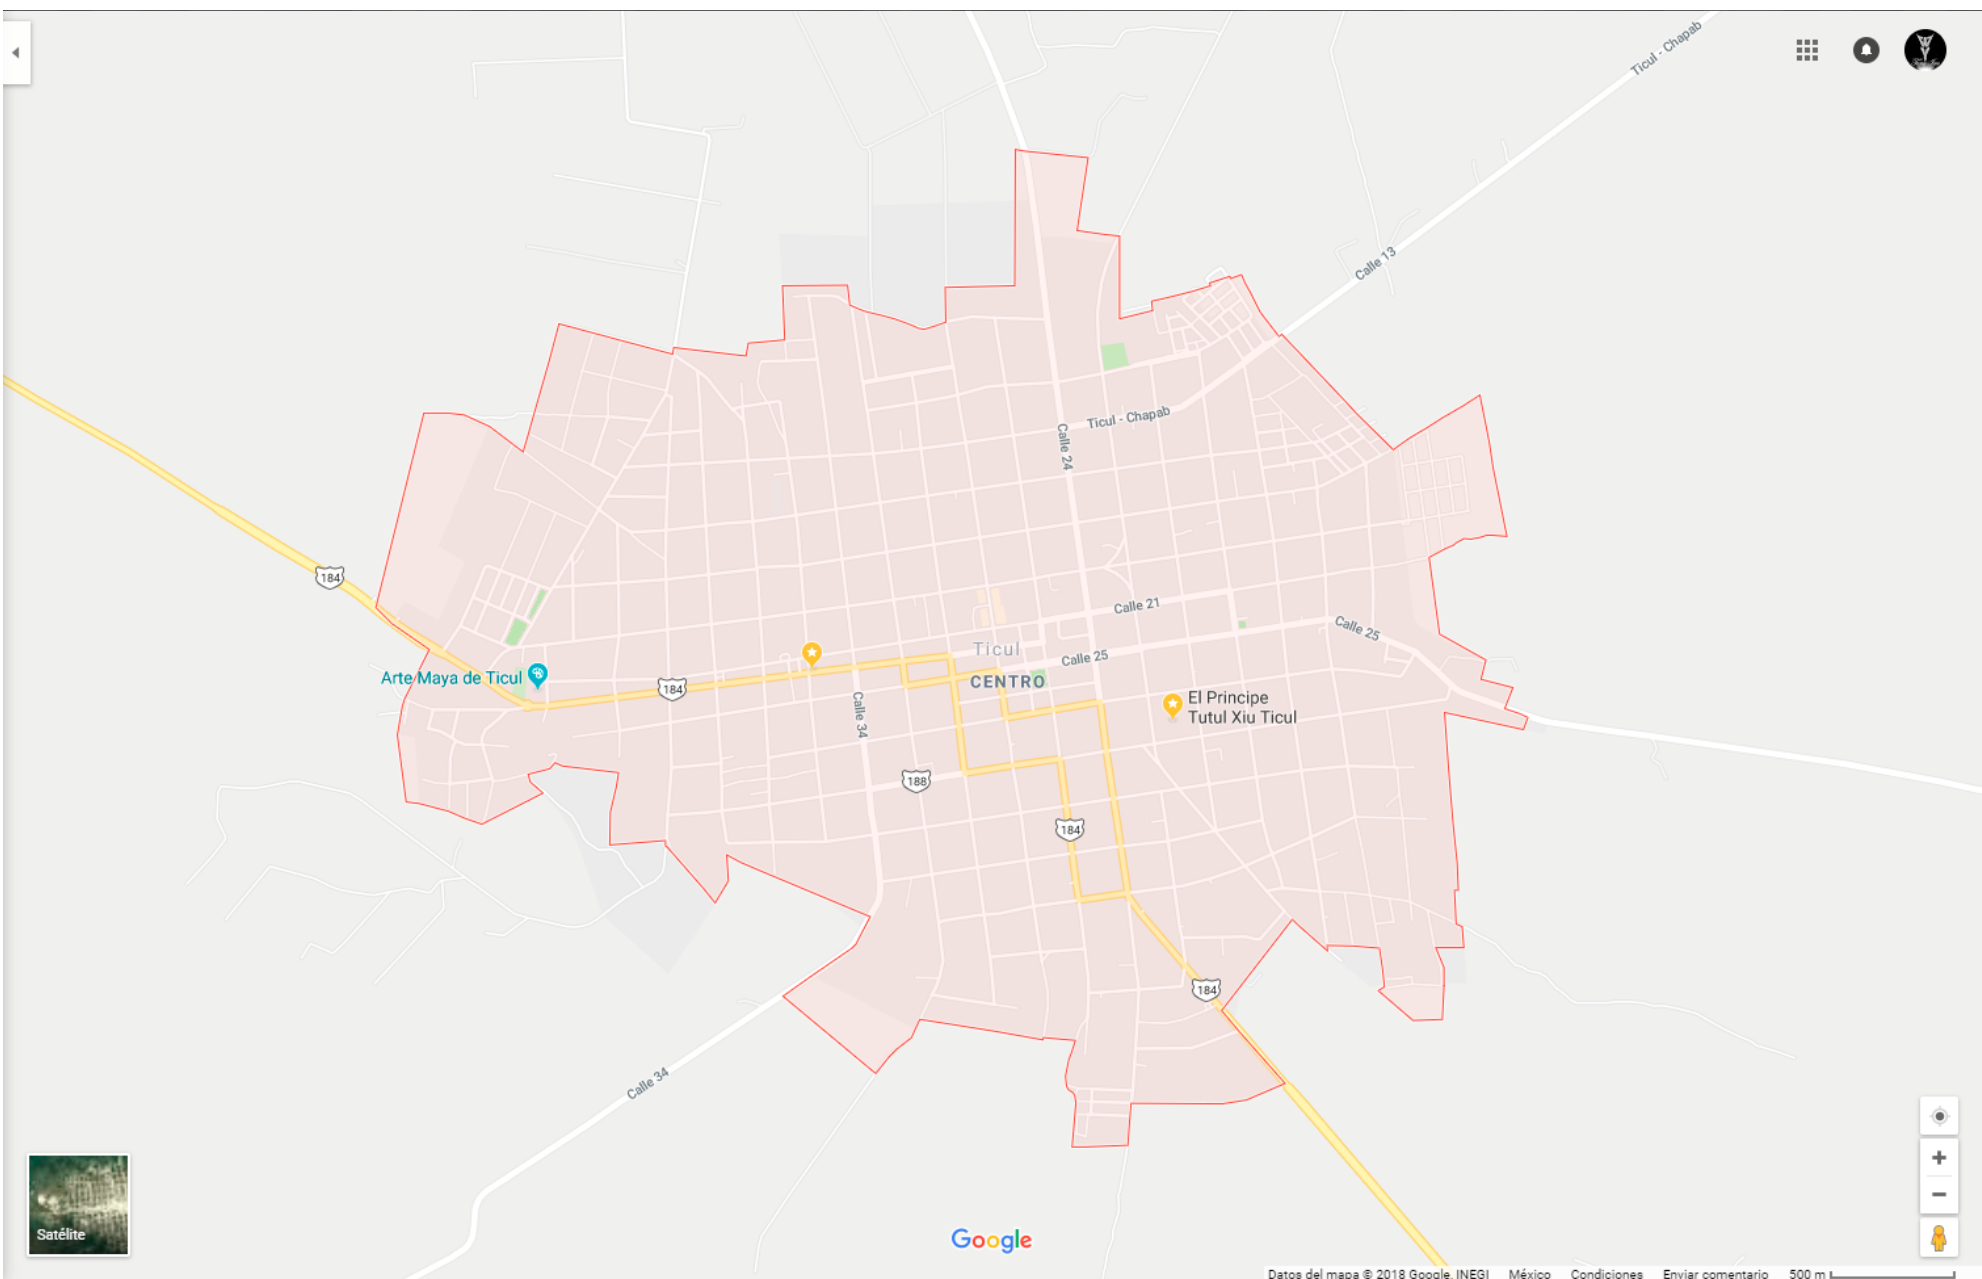 Ticul - Chapab
Calle 13
Ticul - Chapab
Calle 24
184
Calle 21
Calle 25
Ticul
Calle 25
CENTRO
Arte Maya de Ticul
184
El Principe
Tutul Xiu Ticul
Calle 34
188
184
184
Calle 34
Satélite
Google
Datos del mapa © 2018 Google, INEGI México Condiciones Enviar comentario 500 m